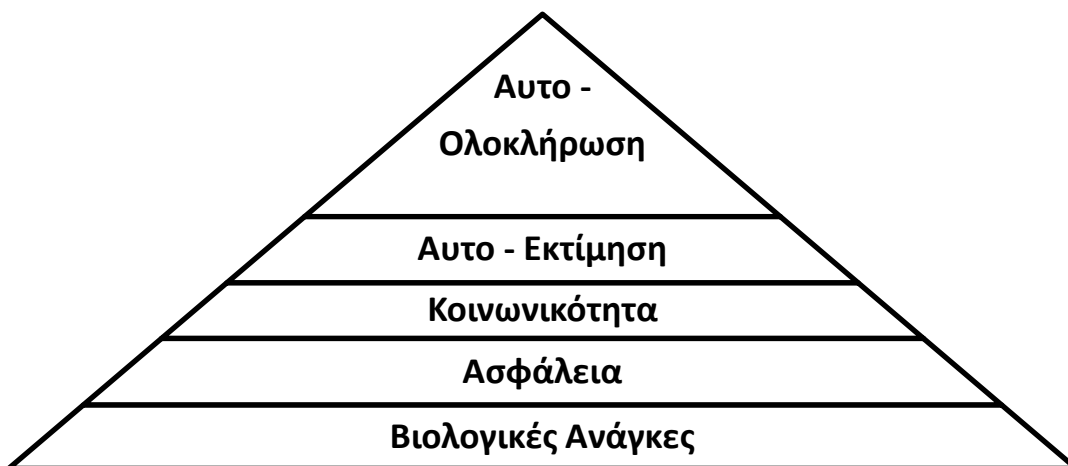 Αυτο -
Ολοκλήρωση
Αυτο - Εκτίμηση
Κοινωνικότητα
Ασφάλεια
Βιολογικές Ανάγκες